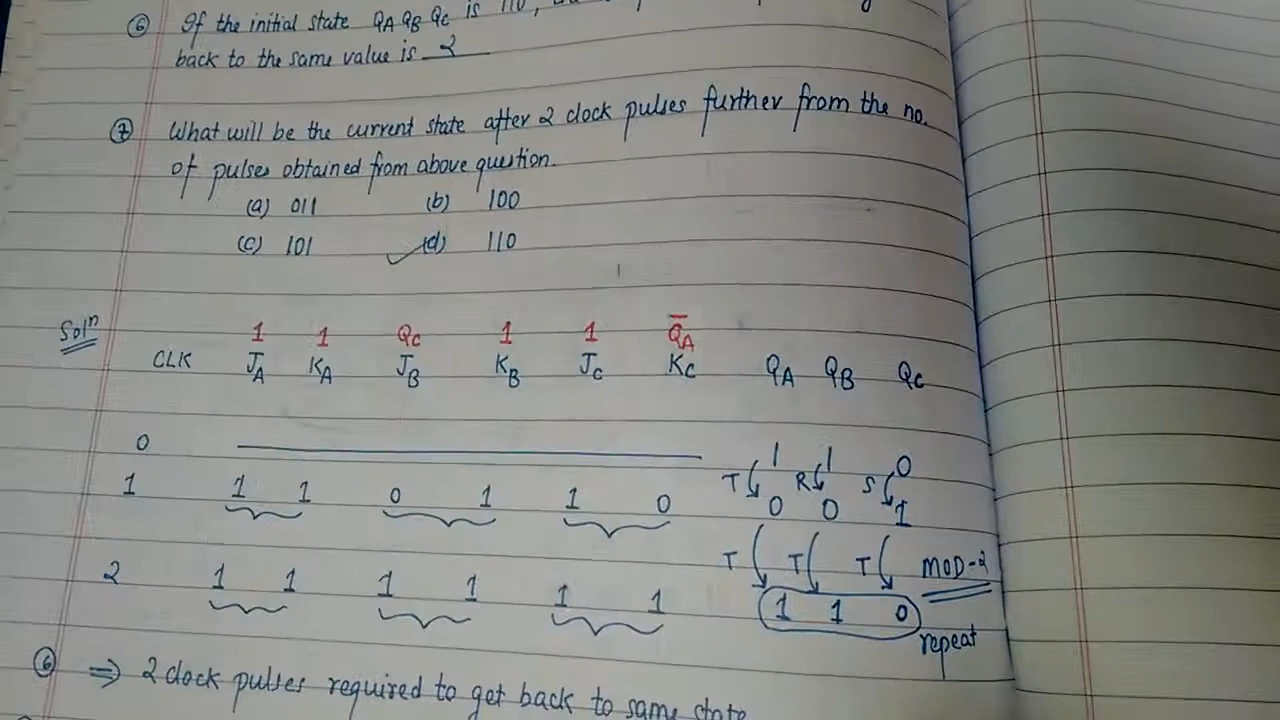 ⑥ If the initial state QA QB QC is 110,
back to the same value is 2
⑦ What will be the current state after 2 clock pulses further from the no.
of pulses obtained from above question.
(a) 011 (b) 100
(c) 101 (d) 110
Solⁿ
1 1 Qc 1 1 Q̅A
CLK JA KA JB KB Jc Kc QA QB Qc
0 1 1 0
T R S
1 1 1 0 1 1 0 0 0 1
T T T MOD-2
2 1 1 1 1 1 1 1 1 0
repeat
⑥ ⇒ 2 clock pulses required to get back to same state